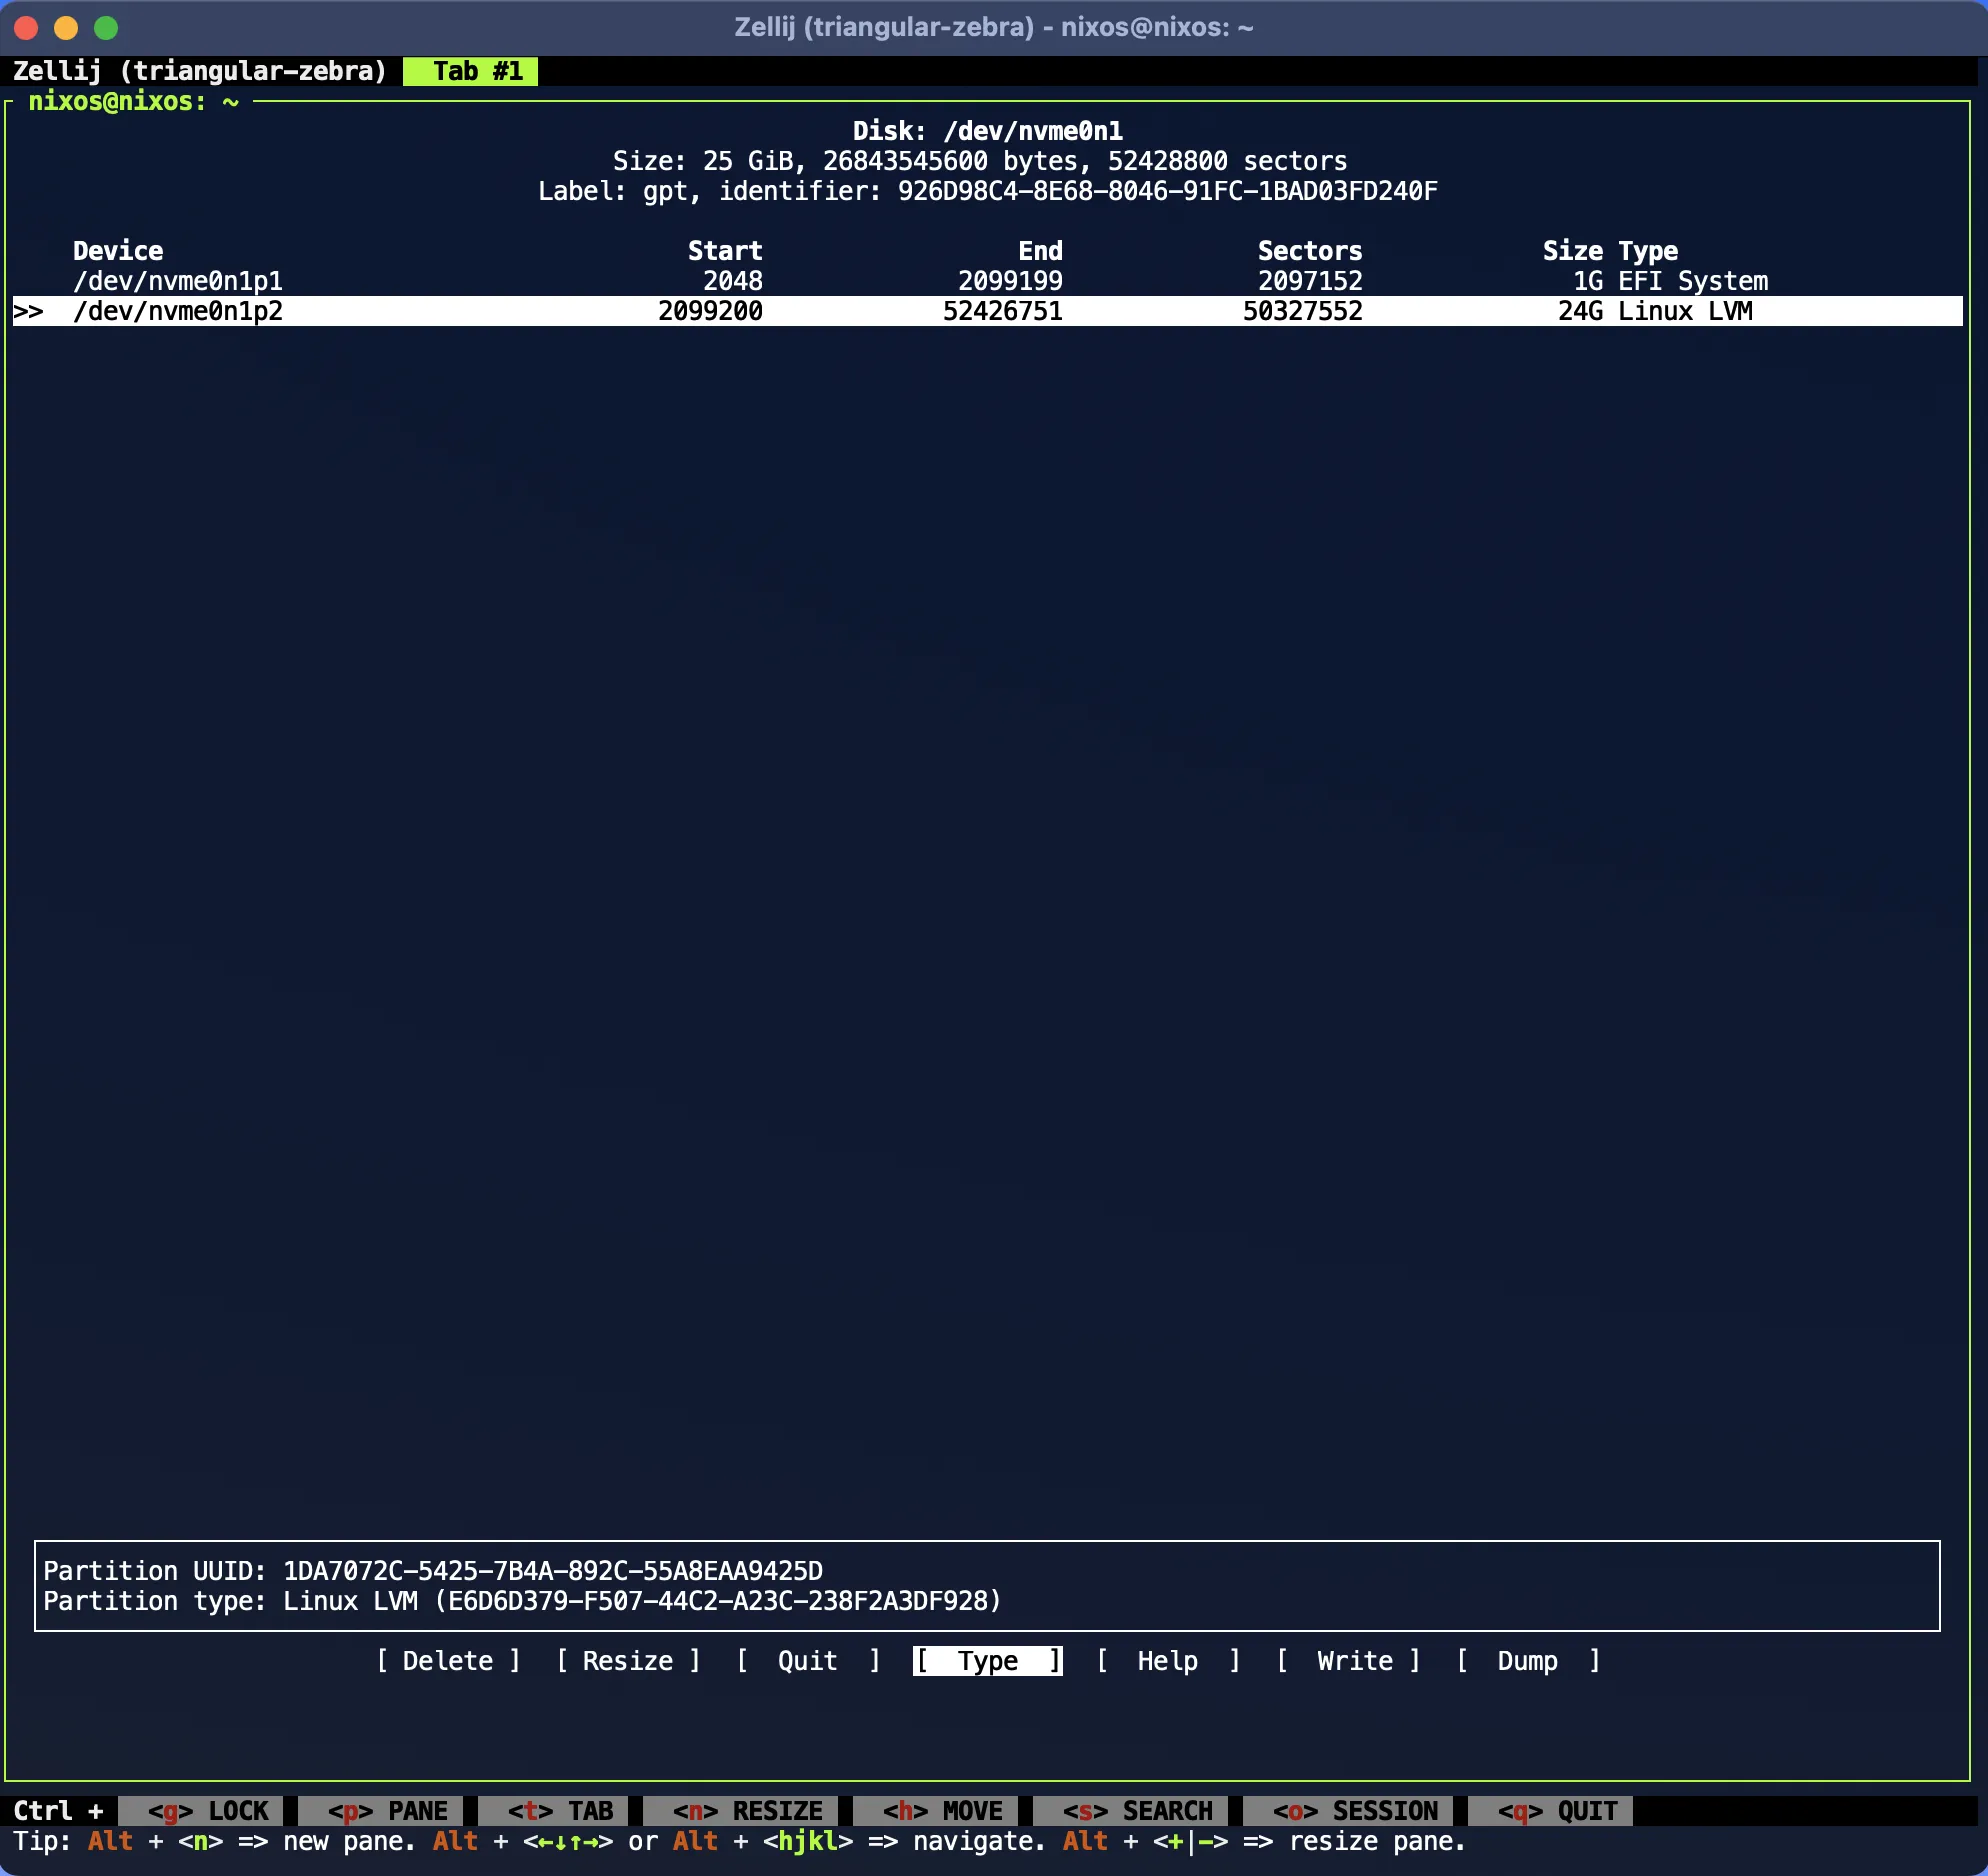 Zellij (triangular-zebra) - nixos@nixos: ~
Zellij (triangular-zebra) Tab #1
nixos@nixos: ~
Disk: /dev/nvme0n1
Size: 25 GiB, 26843545600 bytes, 52428800 sectors
Label: gpt, identifier: 926D98C4-8E68-8046-91FC-1BAD03FD240F
Device Start End Sectors Size Type
/dev/nvme0n1p1 2048 2099199 2097152 1G EFI System
>> /dev/nvme0n1p2 2099200 52426751 50327552 24G Linux LVM
Partition UUID: 1DA7072C-5425-7B4A-892C-55A8EAA9425D
Partition type: Linux LVM (E6D6D379-F507-44C2-A23C-238F2A3DF928)
[ Delete ] [ Resize ] [ Quit ] [ Type ] [ Help ] [ Write ] [ Dump ]
Ctrl + <g> LOCK <p> PANE <t> TAB <n> RESIZE <h> MOVE <s> SEARCH <o> SESSION <q> QUIT
Tip: Alt + <n> => new pane. Alt + <←↓↑→> or Alt + <hjkl> => navigate. Alt + <+|-> => resize pane.